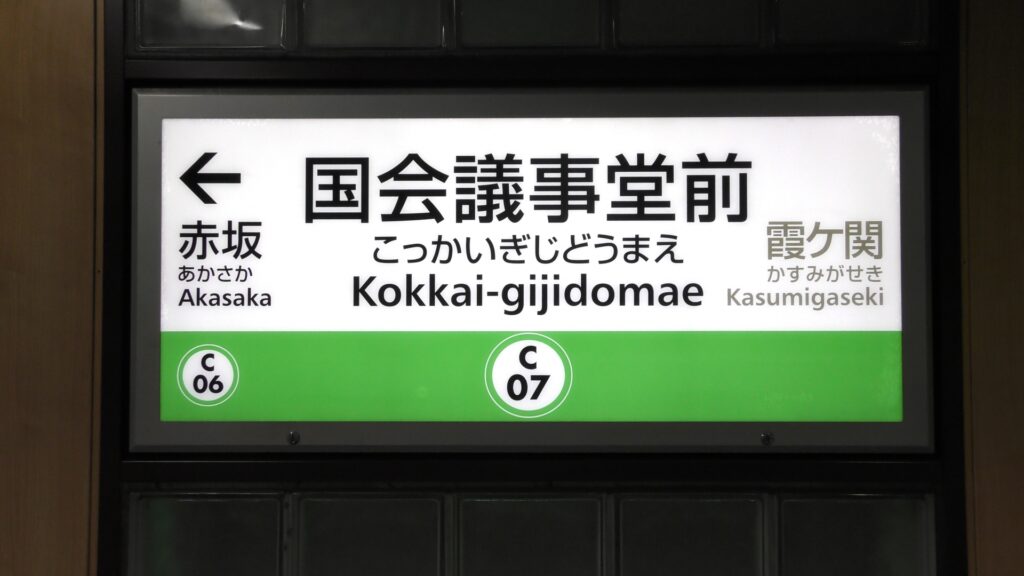 ←
国会議事堂前
こっかいぎじどうまえ
Kokkai-gijidomae
赤坂
あかさか
Akasaka
霞ケ関
かすみがせき
Kasumigaseki
C
06
C
07